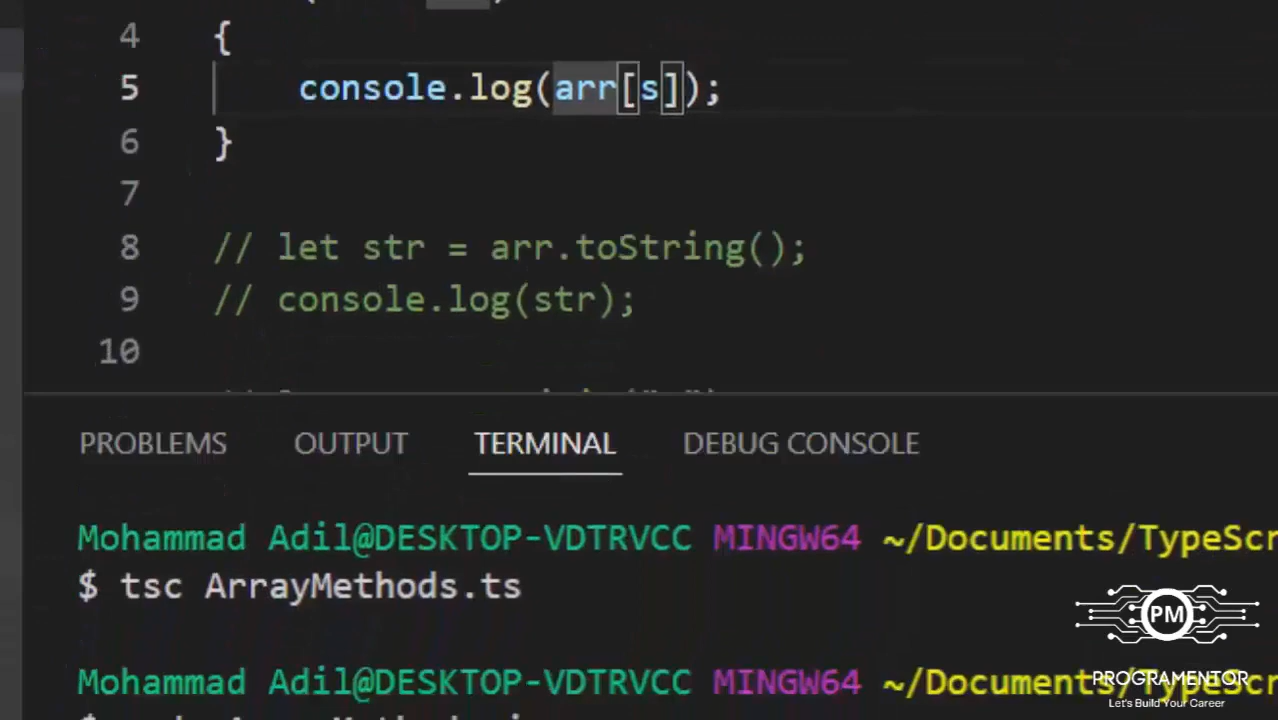 4 {
5 console.log(arr[s]);
6 }
7
8 // let str = arr.toString();
9 // console.log(str);
10
PROBLEMS OUTPUT TERMINAL DEBUG CONSOLE
Mohammad Adil@DESKTOP-VDTRVCC MINGW64 ~/Documents/TypeScr
$ tsc ArrayMethods.ts
Mohammad Adil@DESKTOP-VDTRVCC MINGW64 ~/Documents/TypeScr
PM
PROGRAMENTOR
Let's Build Your Career